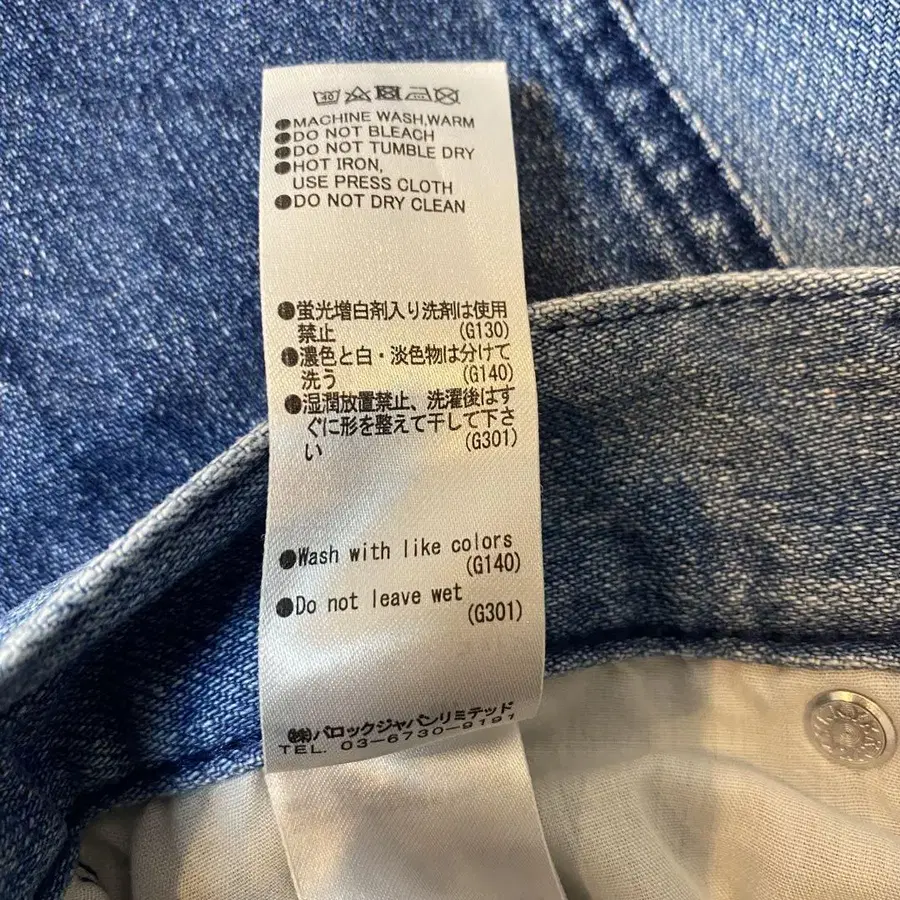 40
●MACHINE WASH,WARM
●DO NOT BLEACH
●DO NOT TUMBLE DRY
●HOT IRON,
USE PRESS CLOTH
●DO NOT DRY CLEAN
●蛍光増白剤入り洗剤は使用
禁止 (G130)
●濃色と白・淡色物は分けて
洗う (G140)
●湿潤放置禁止、洗濯後はす
ぐに形を整えて干して下さ
い (G301)
●Wash with like colors
(G140)
●Do not leave wet
(G301)
㈱バロックジャパンリミテッド
TEL. 03-6730-9191